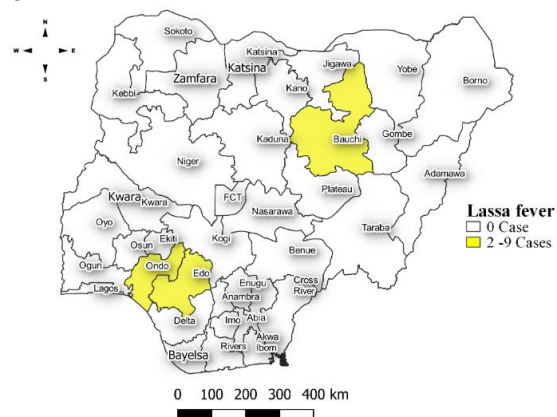 N
W E
S
Sokoto
Katsina
Jigawa
Katsina
Yobe
Borno
Zamfara
Kano
Kebbi
Kaduna
Bauchi
Gombe
Niger
Adamawa
Plateau
Kwara
Kwara
FCT
Nasarawa
Oyo
Taraba
Ekiti
Kogi
Osun
Benue
Ogun
Ondo
Edo
Lagos
Enugu
Cross
River
Anambra
Delta
Imo
Abia
Rivers
Akwa
Ibom
Bayelsa
Lassa fever
0 Case
2 -9 Cases
0 100 200 300 400 km